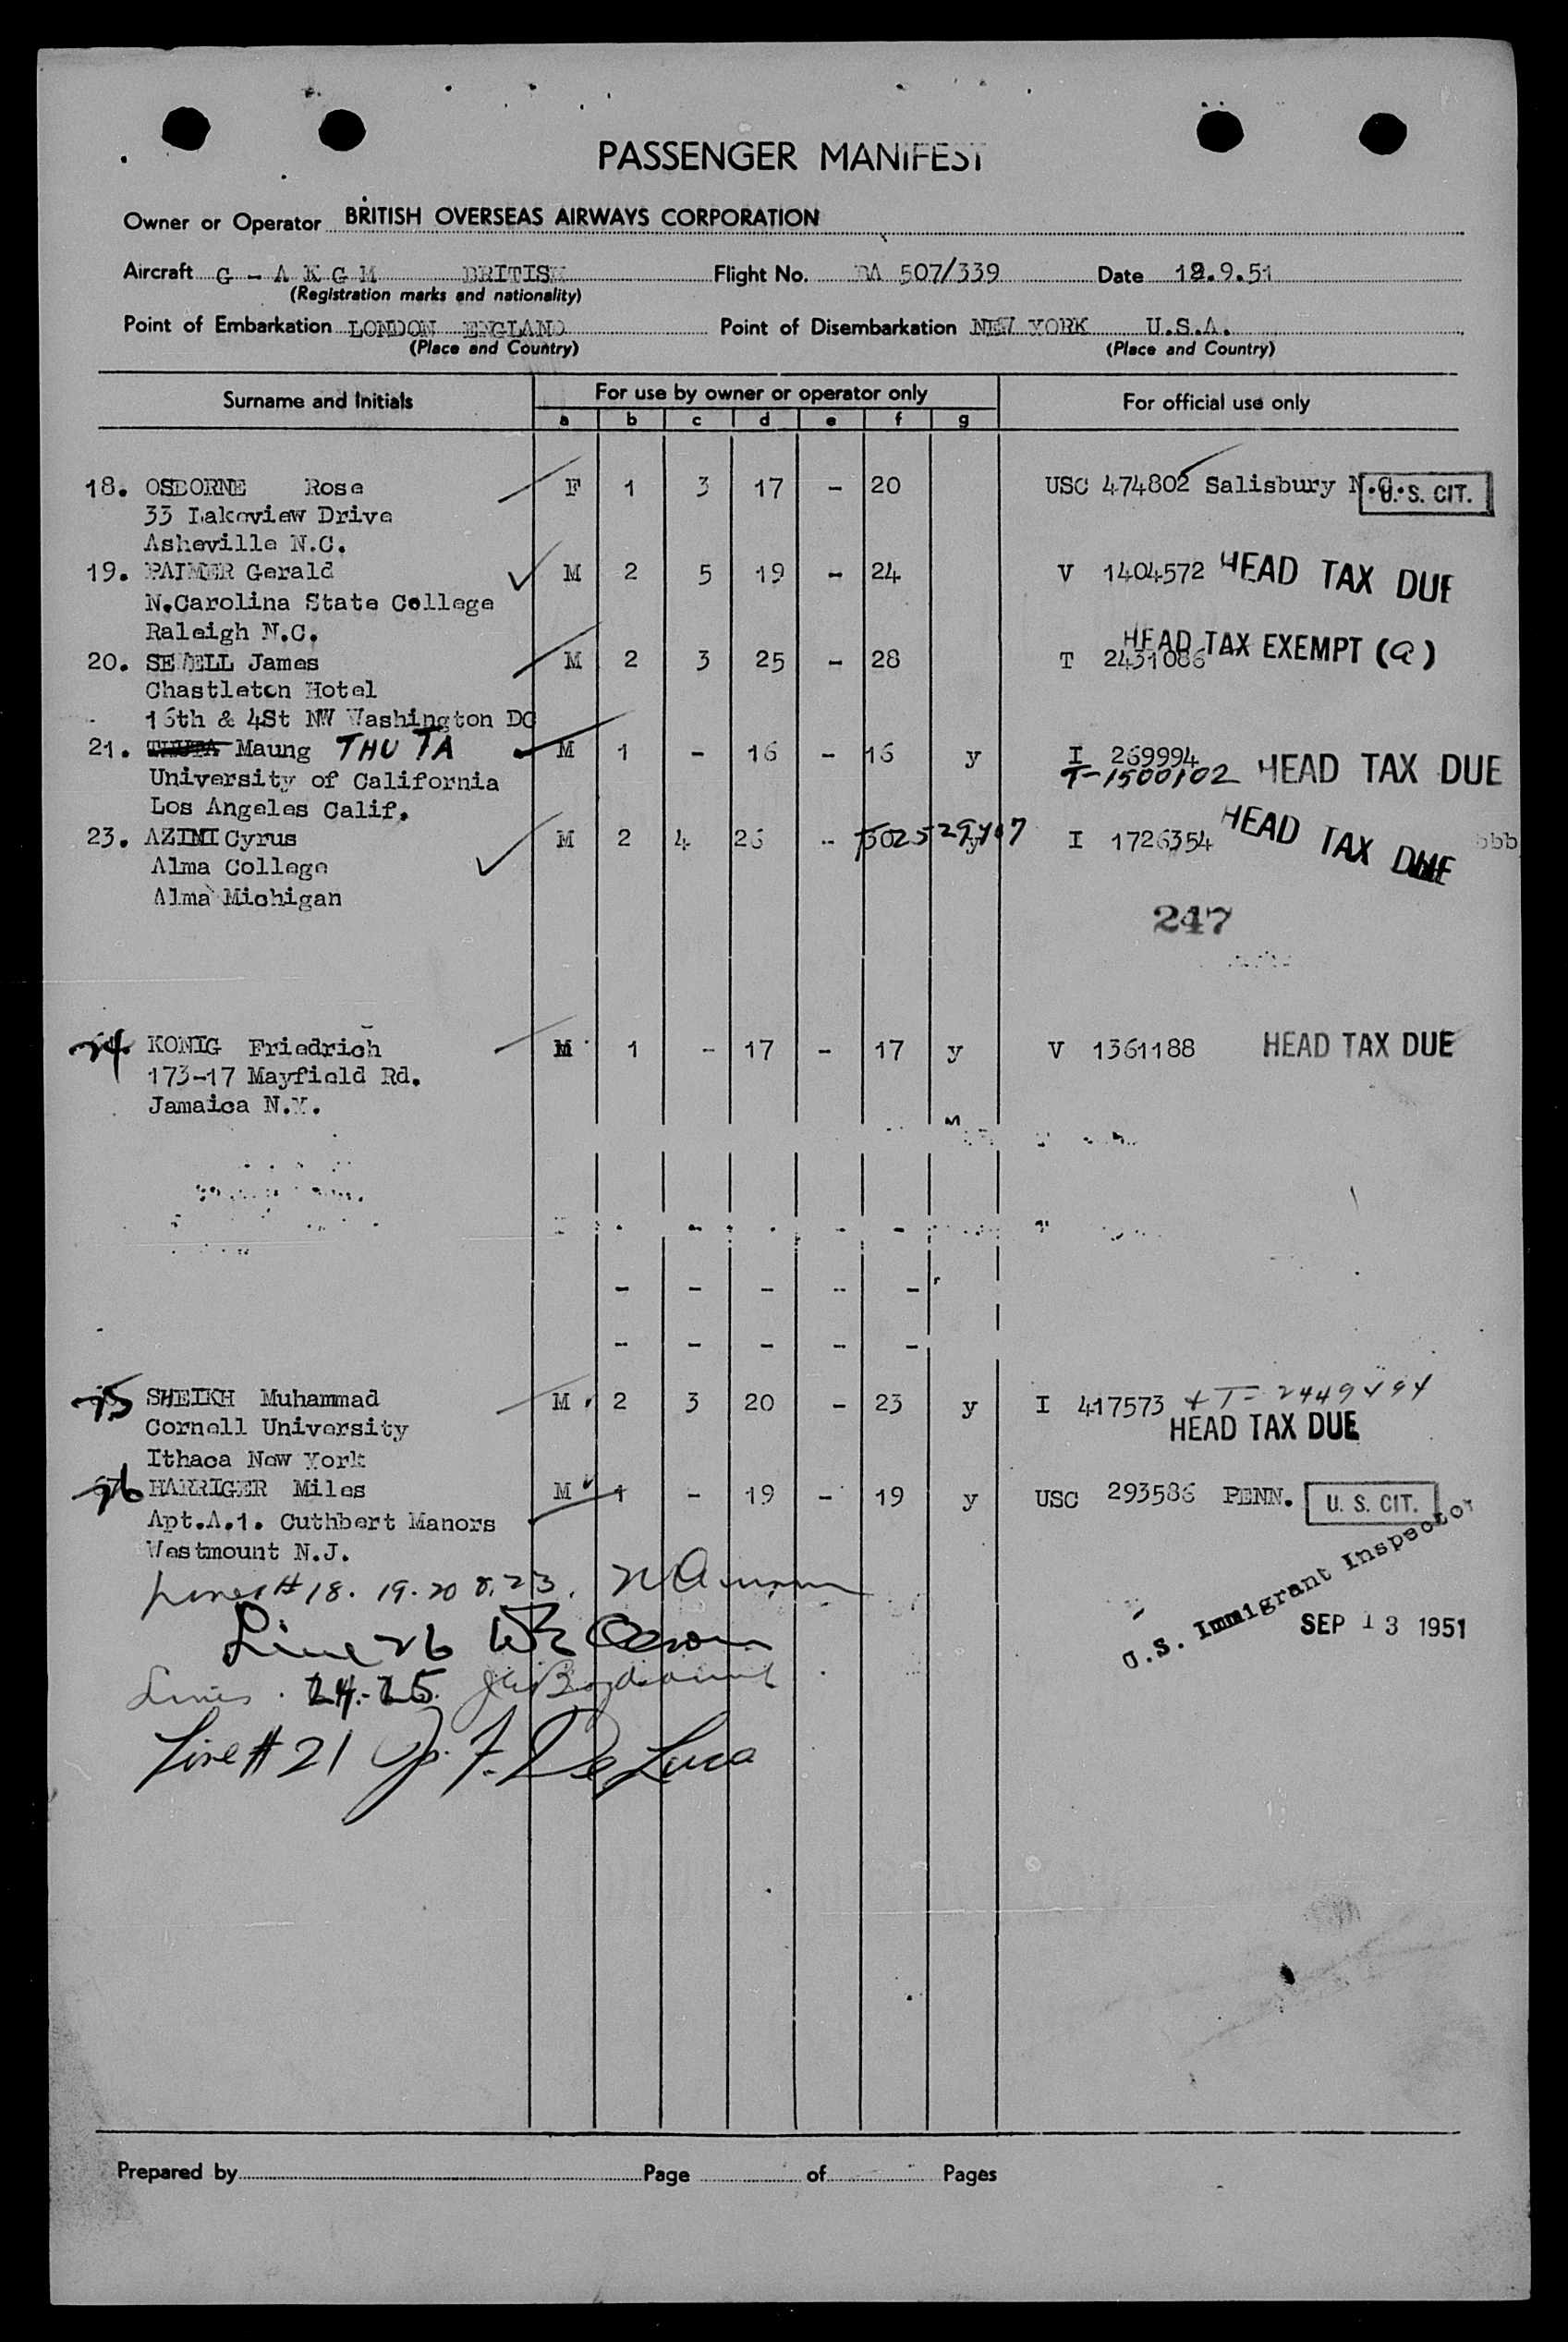 PASSENGER MANIFEST
Owner or Operator BRITISH OVERSEAS AIRWAYS CORPORATION
Aircraft G - A K G M BRITISH Flight No. BA 507/339 Date 12.9.51
(Registration marks and nationality)
Point of Embarkation LONDON ENGLAND Point of Disembarkation NEW YORK U.S.A.
(Place and Country) (Place and Country)
Surname and Initials For use by owner or operator only For official use only
a b c d e f g
18. OSBORNE Rose F 1 3 17 - 20 USC 474802 Salisbury N.C. U.S. CIT.
33 Lakeview Drive
Asheville N.C.
19. PALMER Gerald M 2 5 19 - 24 V 1404572 HEAD TAX DUE
N.Carolina State College
Raleigh N.C.
HEAD TAX EXEMPT (a)
20. SEWELL James M 2 3 25 - 28 T 2431086
Chastleton Hotel
16th & 4St NW Washington DC
21. THUTA Maung THU TA M 1 - 16 - 16 y I 269994
T-1500102 HEAD TAX DUE
University of California
Los Angeles Calif.
23. AZIMI Cyrus M 2 4 26 - 30 y I 1726354 HEAD TAX DUE
Alma College
Alma Michigan
247
24. KONIG Friedrich M 1 - 17 - 17 y V 1361188 HEAD TAX DUE
173-17 Mayfield Rd.
Jamaica N.Y.
- - - - -
- - - - -
25 SHEIKH Muhammad M 2 3 20 - 23 y I 417573 + T-2449494
HEAD TAX DUE
Cornell University
Ithaca New York
26 HARRIGER Miles M 1 - 19 - 19 y USC 293586 PENN. U. S. CIT.
Apt.A.1. Cuthbert Manors
Westmount N.J.
U.S. Immigrant Inspector
SEP 13 1951
Lines # 18. 19. 20 & 23.
Line 26
Lines 24-25.
Line # 21 Jo. F. De Luca
Prepared by Page of Pages